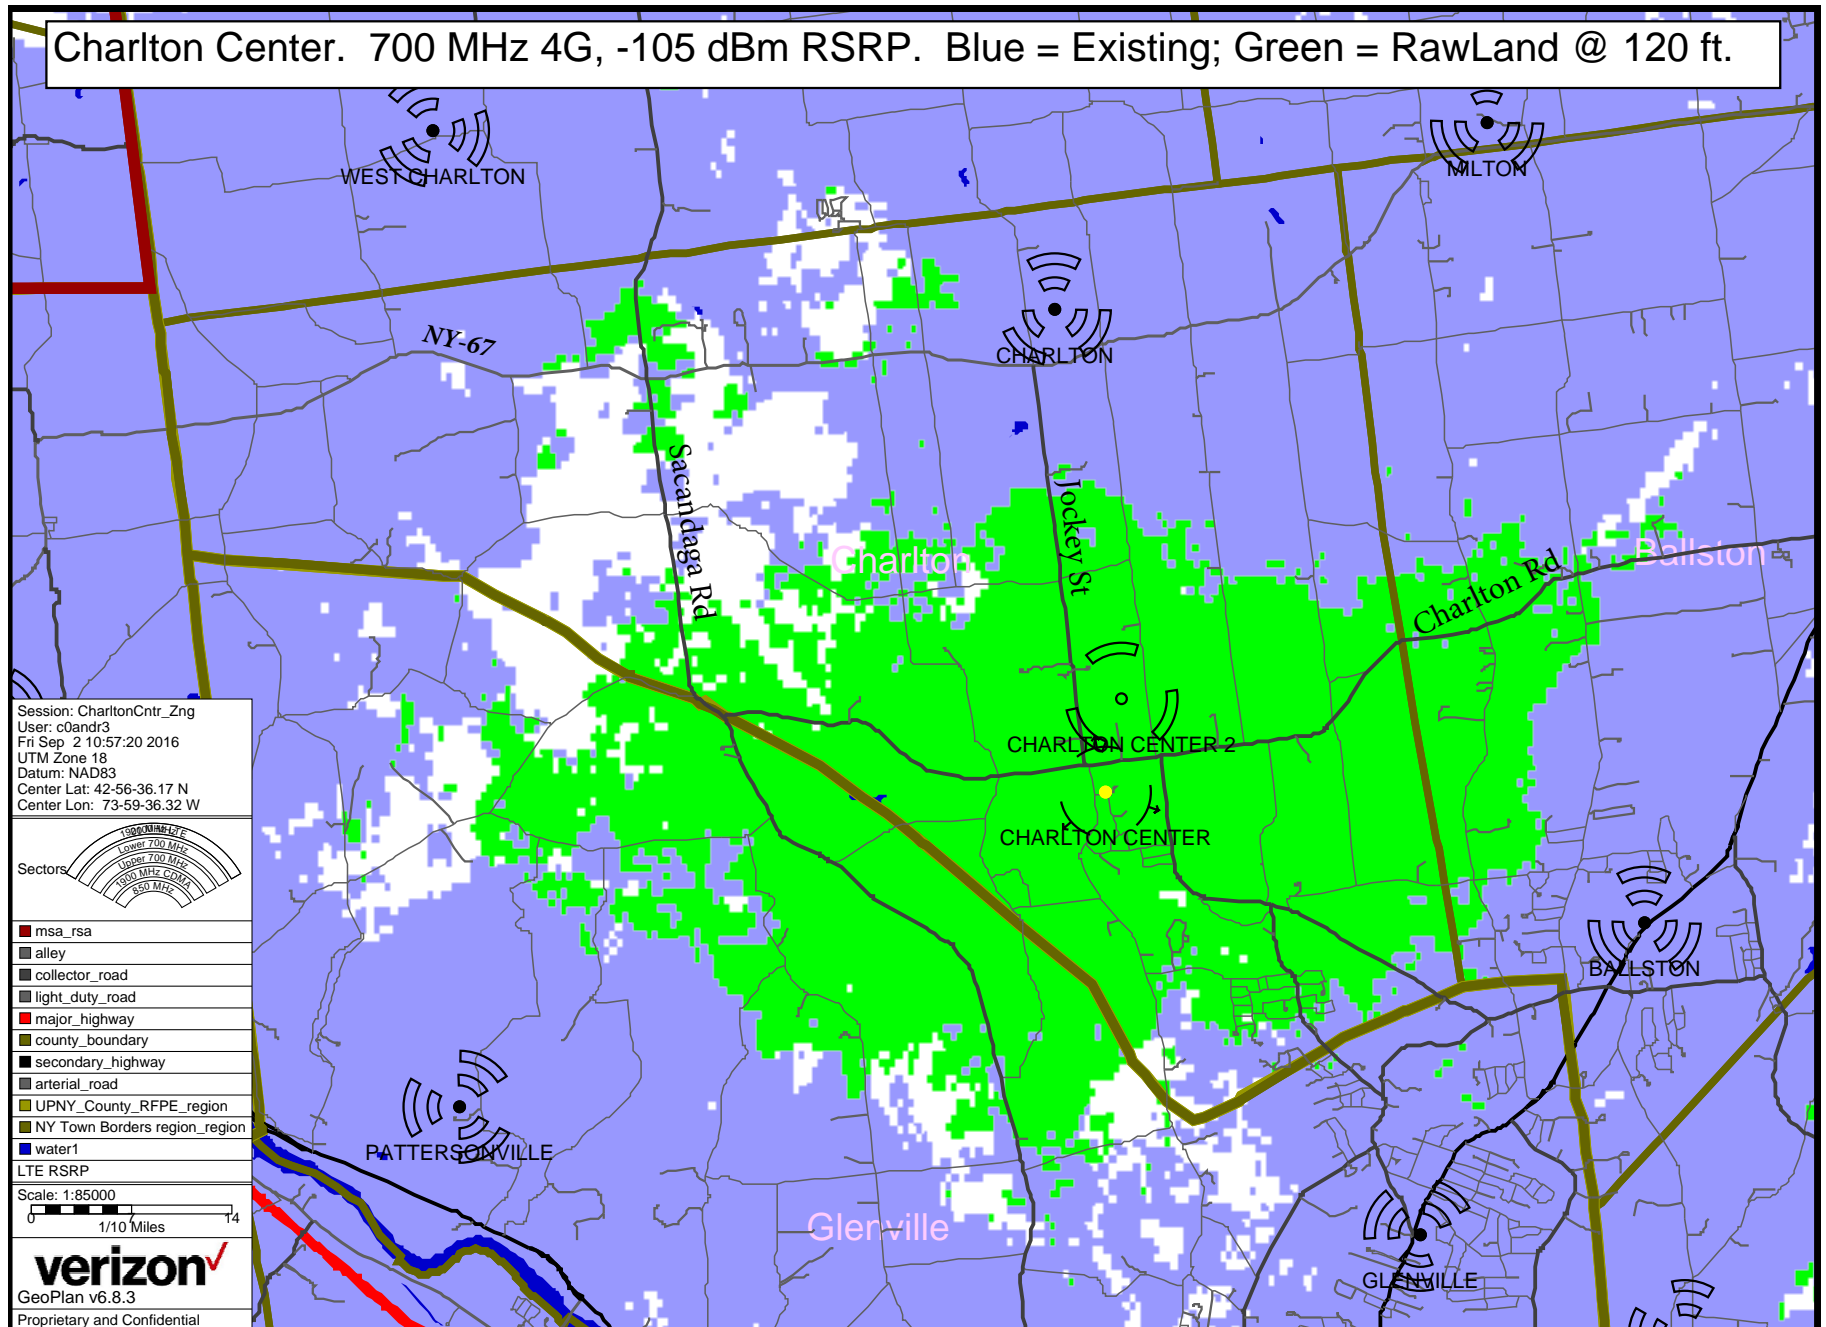 Charlton Center.  700 MHz 4G, -105 dBm RSRP.  Blue = Existing; Green = RawLand @ 120 ft.
WEST CHARLTON
MILTON
NY-67
CHARLTON
Sacandaga Rd
Jockey St
Charlton
Ballston
Charlton Rd
CHARLTON CENTER 2
CHARLTON CENTER
BALLSTON
PATTERSONVILLE
Glenville
GLENVILLE
Session: CharltonCntr_Zng
User: c0andr3
Fri Sep  2 10:57:20 2016
UTM Zone 18
Datum: NAD83
Center Lat: 42-56-36.17 N
Center Lon:  73-59-36.32 W
Sectors
Lower 700 MHz
Upper 700 MHz
1900 MHz CDMA
850 MHz
msa_rsa
alley
collector_road
light_duty_road
major_highway
county_boundary
secondary_highway
arterial_road
UPNY_County_RFPE_region
NY Town Borders region_region
water1
LTE RSRP
Scale: 1:85000
0 7 14
1/10 Miles
verizon
GeoPlan v6.8.3
Proprietary and Confidential